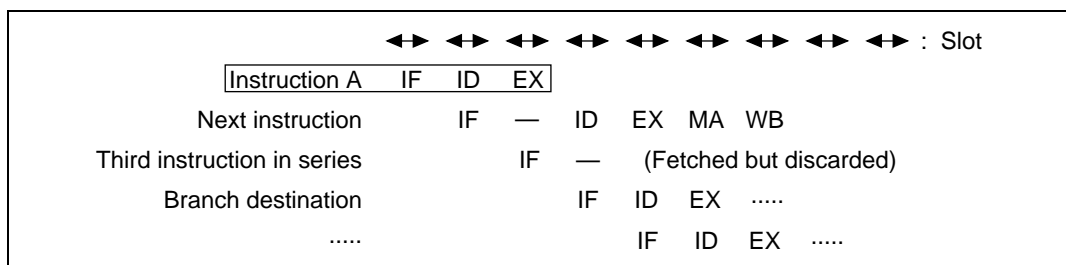 : Slot
Instruction A IF ID EX
Next instruction IF — ID EX MA WB
Third instruction in series IF — (Fetched but discarded)
Branch destination IF ID EX .....
..... IF ID EX .....